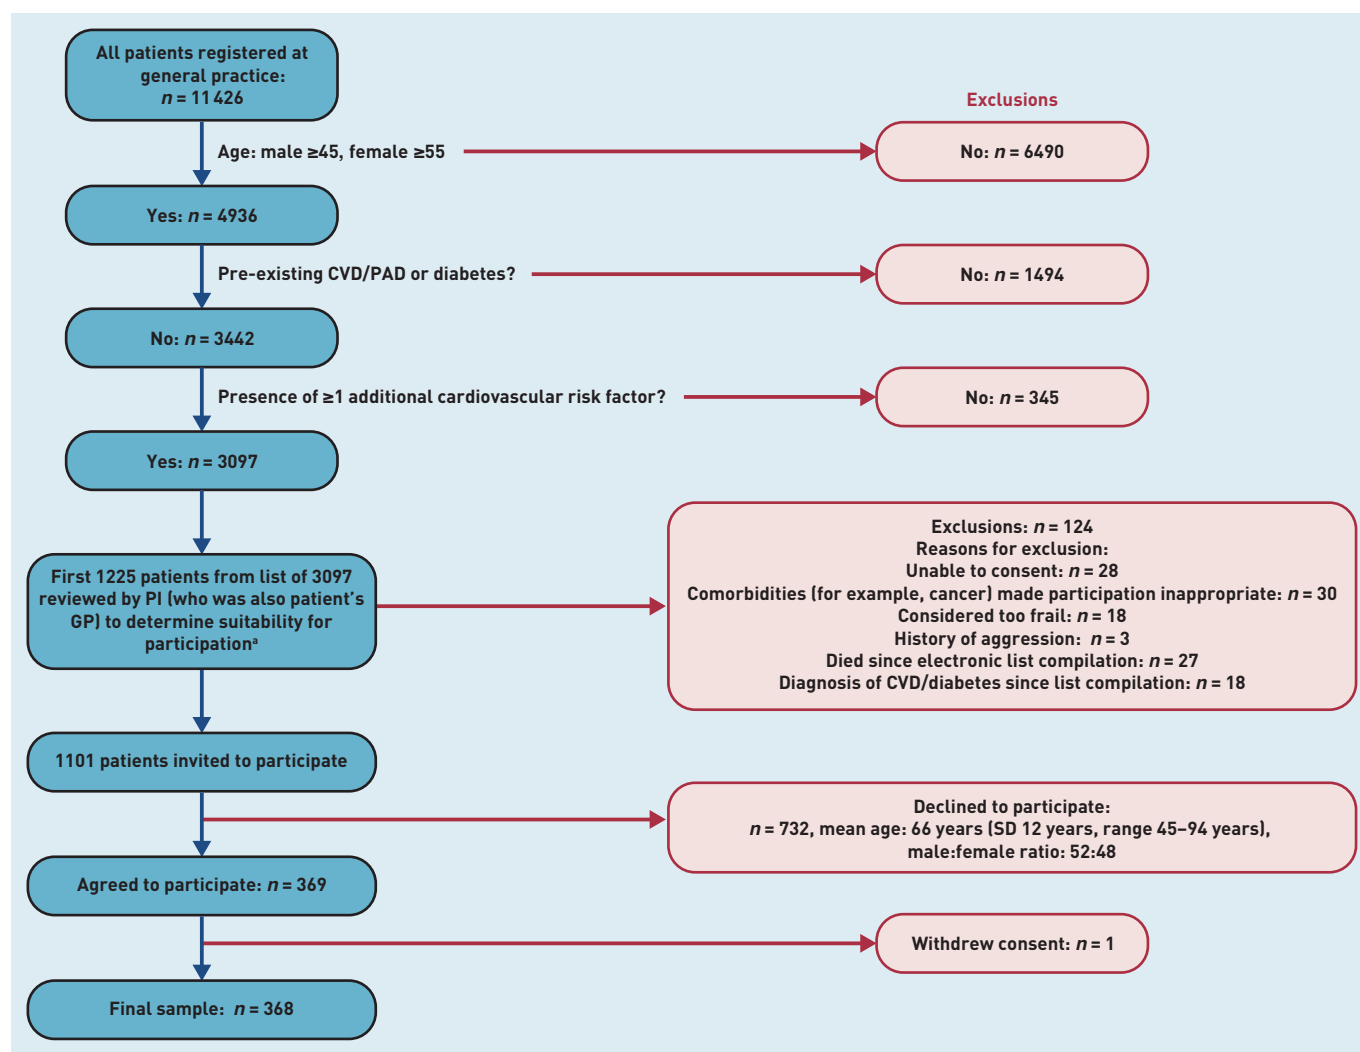 All patients registered at
general practice:
n = 11 426
Exclusions
Age: male ≥45, female ≥55
No: n = 6490
Yes: n = 4936
Pre-existing CVD/PAD or diabetes?
No: n = 1494
No: n = 3442
Presence of ≥1 additional cardiovascular risk factor?
No: n = 345
Yes: n = 3097
First 1225 patients from list of 3097
reviewed by PI (who was also patient's
GP) to determine suitability for
participationᵃ
Exclusions: n = 124
Reasons for exclusion:
Unable to consent: n = 28
Comorbidities (for example, cancer) made participation inappropriate: n = 30
Considered too frail: n = 18
History of aggression: n = 3
Died since electronic list compilation: n = 27
Diagnosis of CVD/diabetes since list compilation: n = 18
1101 patients invited to participate
Declined to participate:
n = 732, mean age: 66 years (SD 12 years, range 45–94 years),
male:female ratio: 52:48
Agreed to participate: n = 369
Withdrew consent: n = 1
Final sample: n = 368